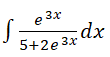 ∫ e^{3x} / (5+2e^{3x}) dx